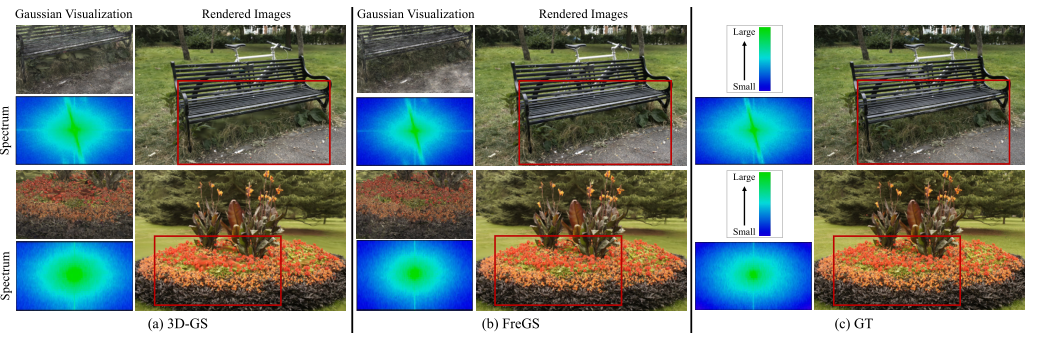 Gaussian Visualization
Rendered Images
Gaussian Visualization
Rendered Images
Large
Small
Spectrum
Large
Small
Spectrum
(a) 3D-GS
(b) FreGS
(c) GT